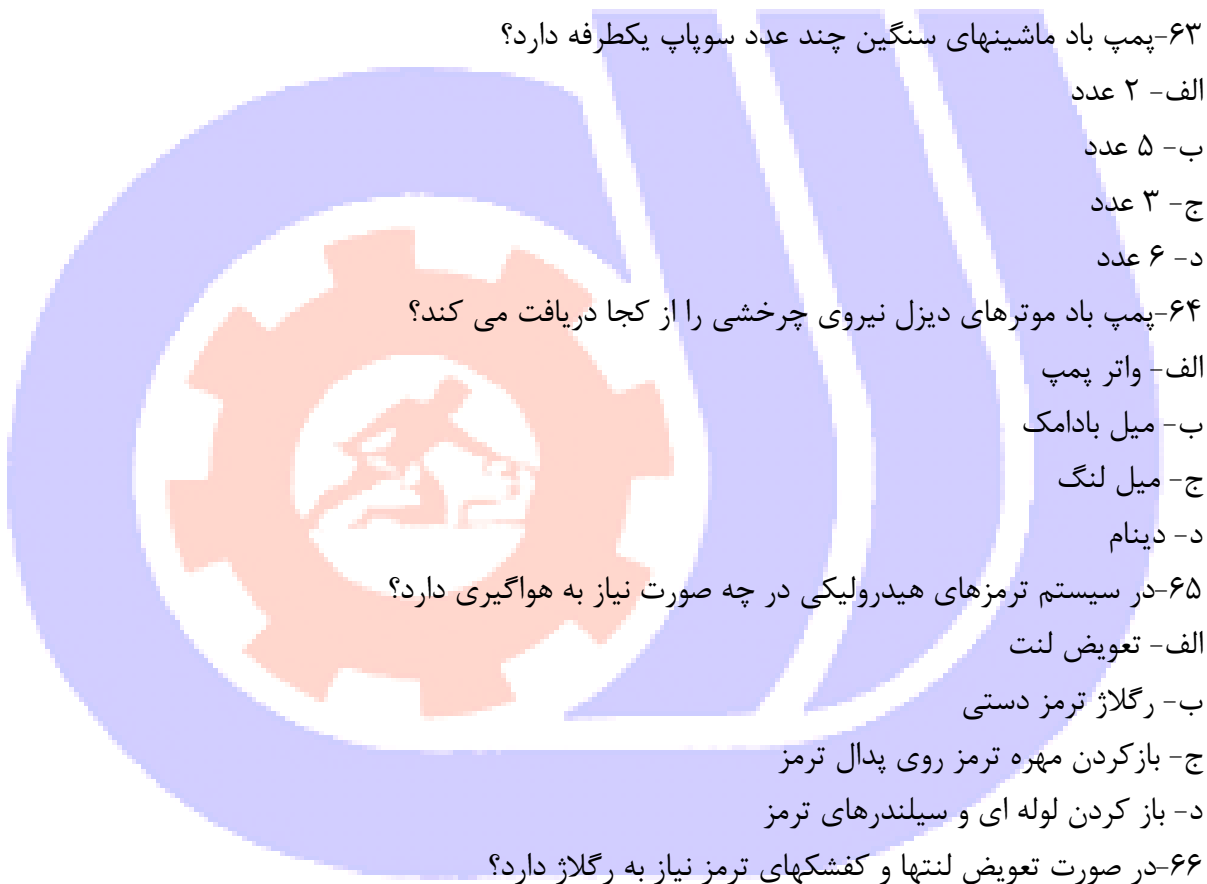 ۶۳-پمپ باد ماشینهای سنگین چند عدد سوپاپ یکطرفه دارد؟
الف- ۲ عدد
ب- ۵ عدد
ج- ۳ عدد
د- ۶ عدد
۶۴-پمپ باد موترهای دیزل نیروی چرخشی را از کجا دریافت می کند؟
الف- واتر پمپ
ب- میل بادامک
ج- میل لنگ
د- دینام
۶۵-در سیستم ترمزهای هیدرولیکی در چه صورت نیاز به هواگیری دارد؟
الف- تعویض لنت
ب- رگلاژ ترمز دستی
ج- بازکردن مهره ترمز روی پدال ترمز
د- باز کردن لوله ای و سیلندرهای ترمز
۶۶-در صورت تعویض لنتها و کفشکهای ترمز نیاز به رگلاژ دارد؟